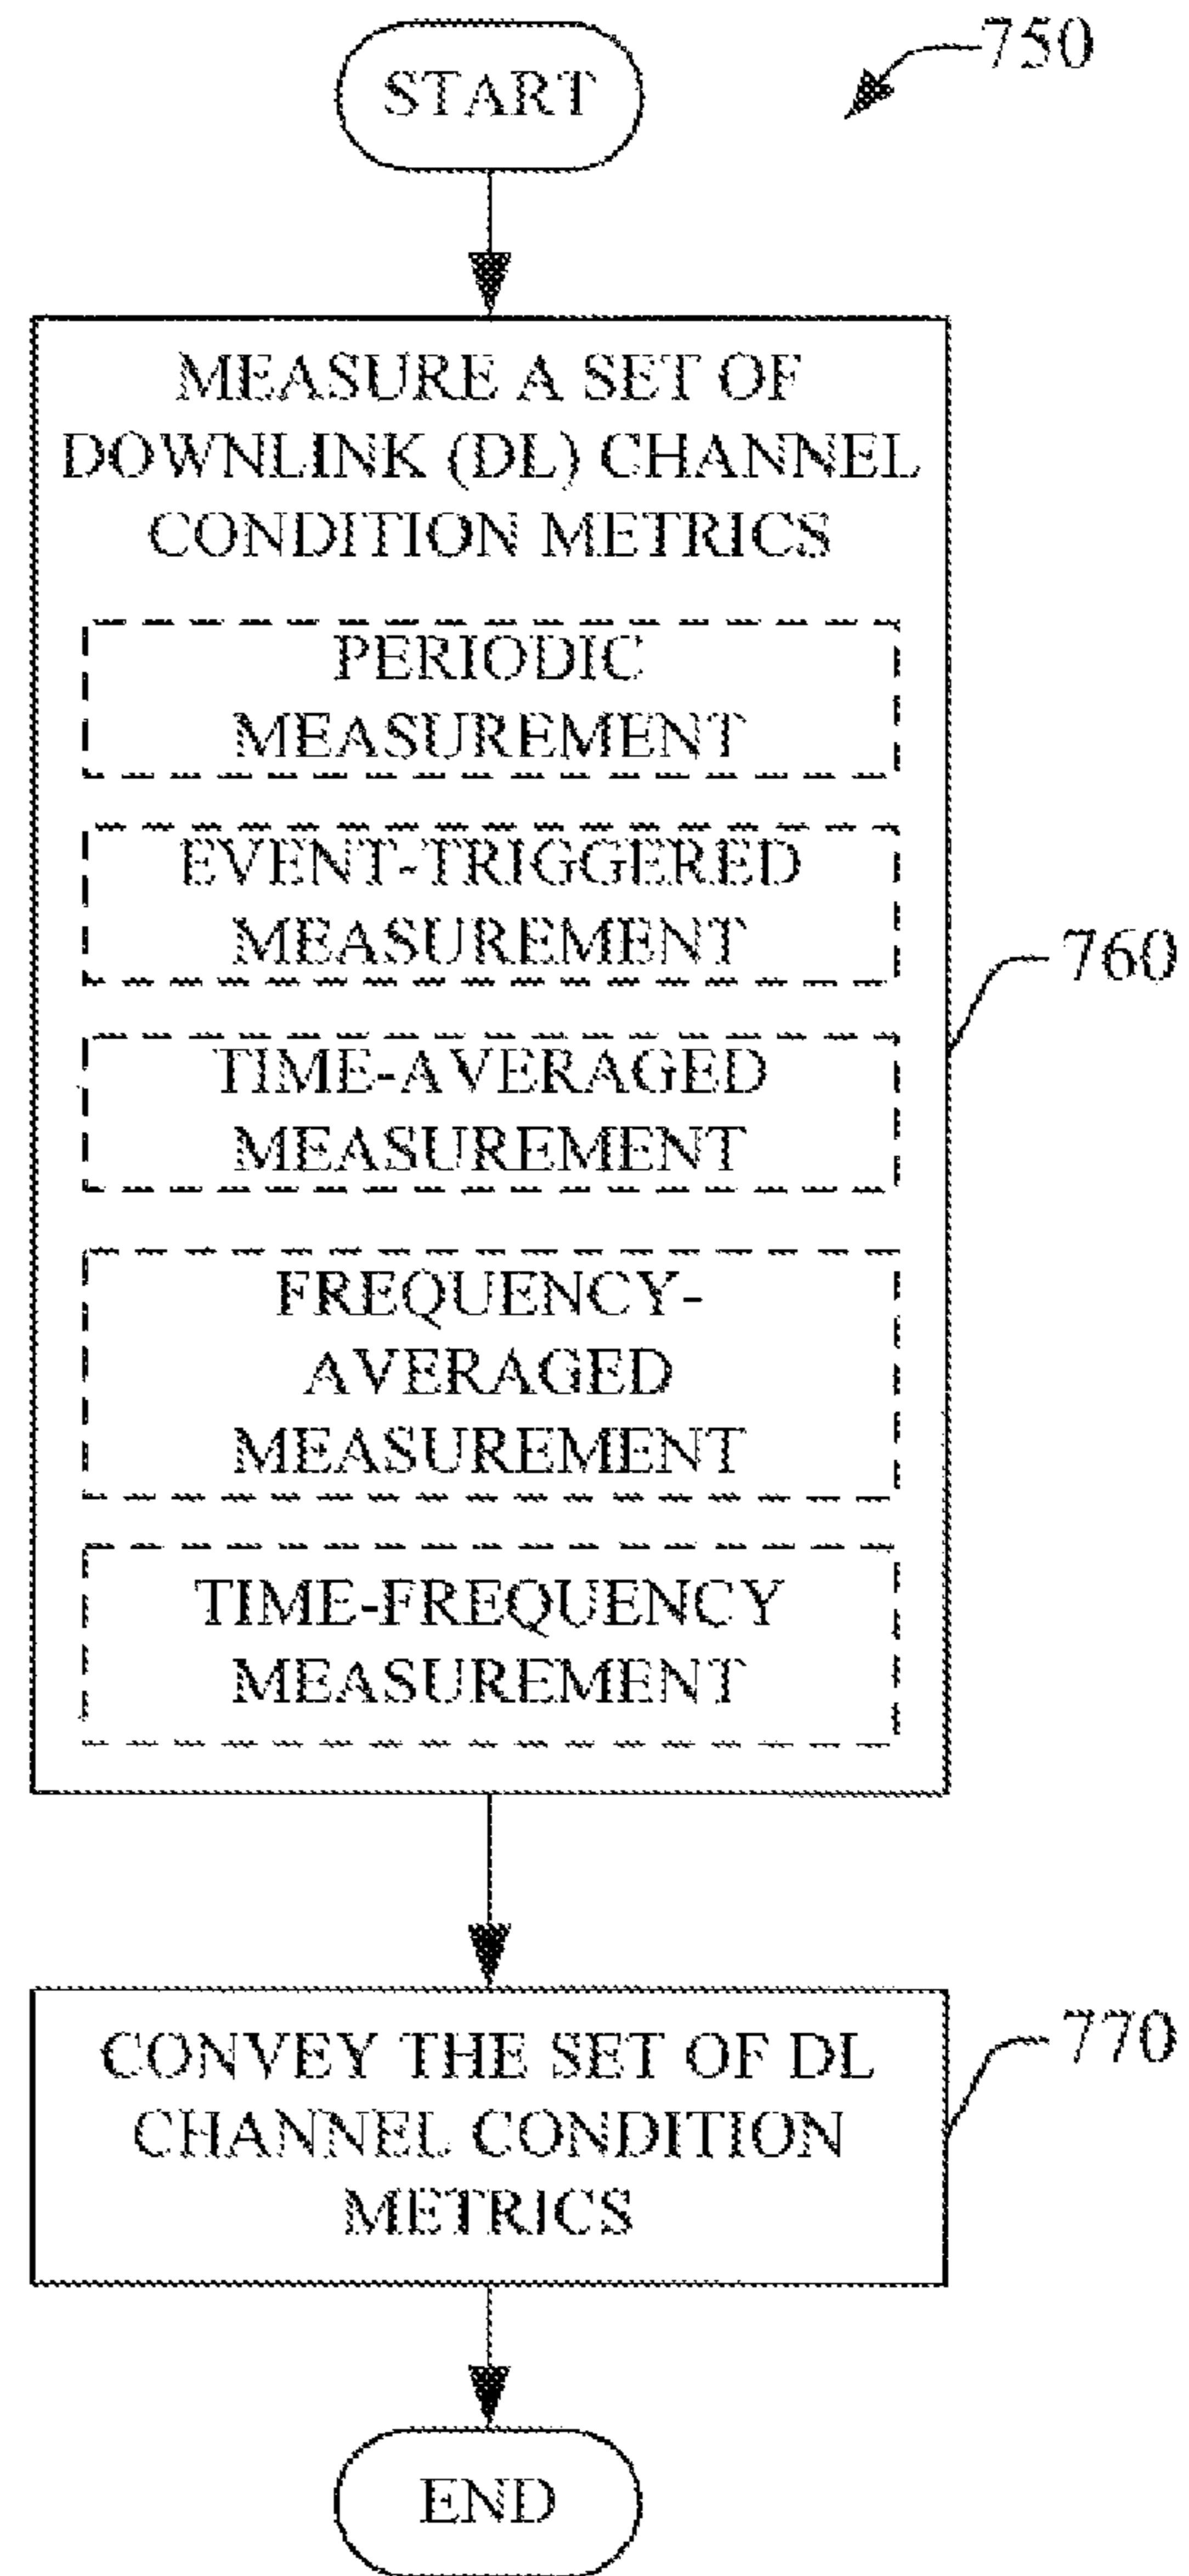 START
750
MEASURE A SET OF
DOWNLINK (DL) CHANNEL
CONDITION METRICS
PERIODIC
MEASUREMENT
EVENT-TRIGGERED
MEASUREMENT
760
TIME-AVERAGED
MEASUREMENT
FREQUENCY-
AVERAGED
MEASUREMENT
TIME-FREQUENCY
MEASUREMENT
CONVEY THE SET OF DL
CHANNEL CONDITION
METRICS
770
END